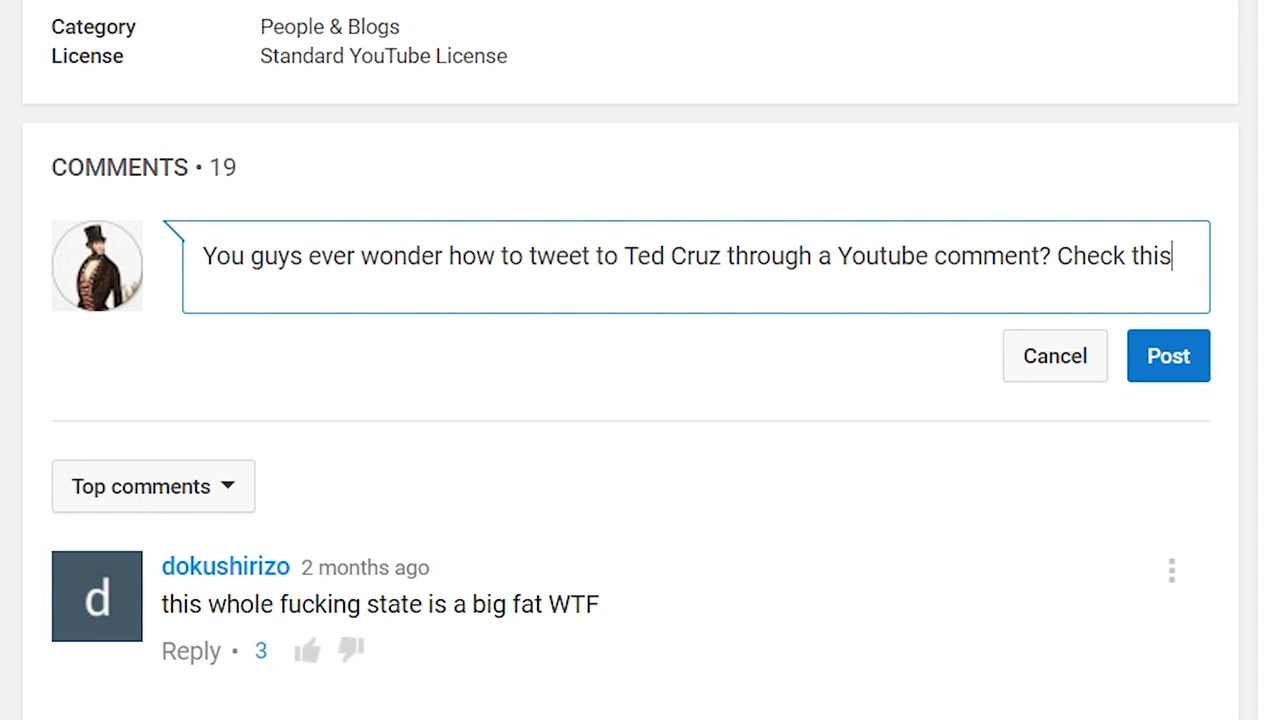 Category People & Blogs
License Standard YouTube License
COMMENTS • 19
You guys ever wonder how to tweet to Ted Cruz through a Youtube comment? Check this
Cancel Post
Top comments
d
dokushirizo 2 months ago
this whole fucking state is a big fat WTF
Reply • 3